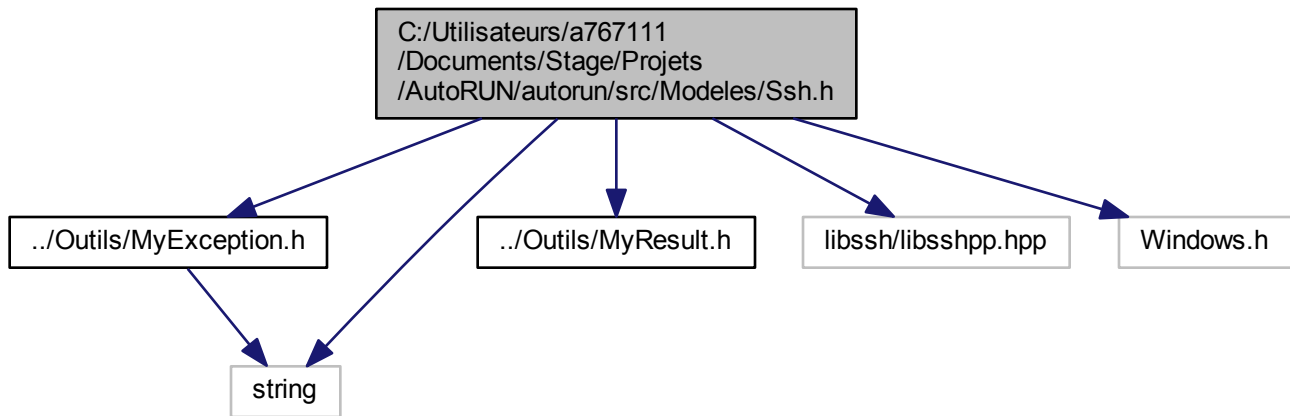 C:/Utilisateurs/a767111
/Documents/Stage/Projets
/AutoRUN/autorun/src/Modeles/Ssh.h
../Outils/MyException.h
../Outils/MyResult.h
libssh/libsshpp.hpp
Windows.h
string